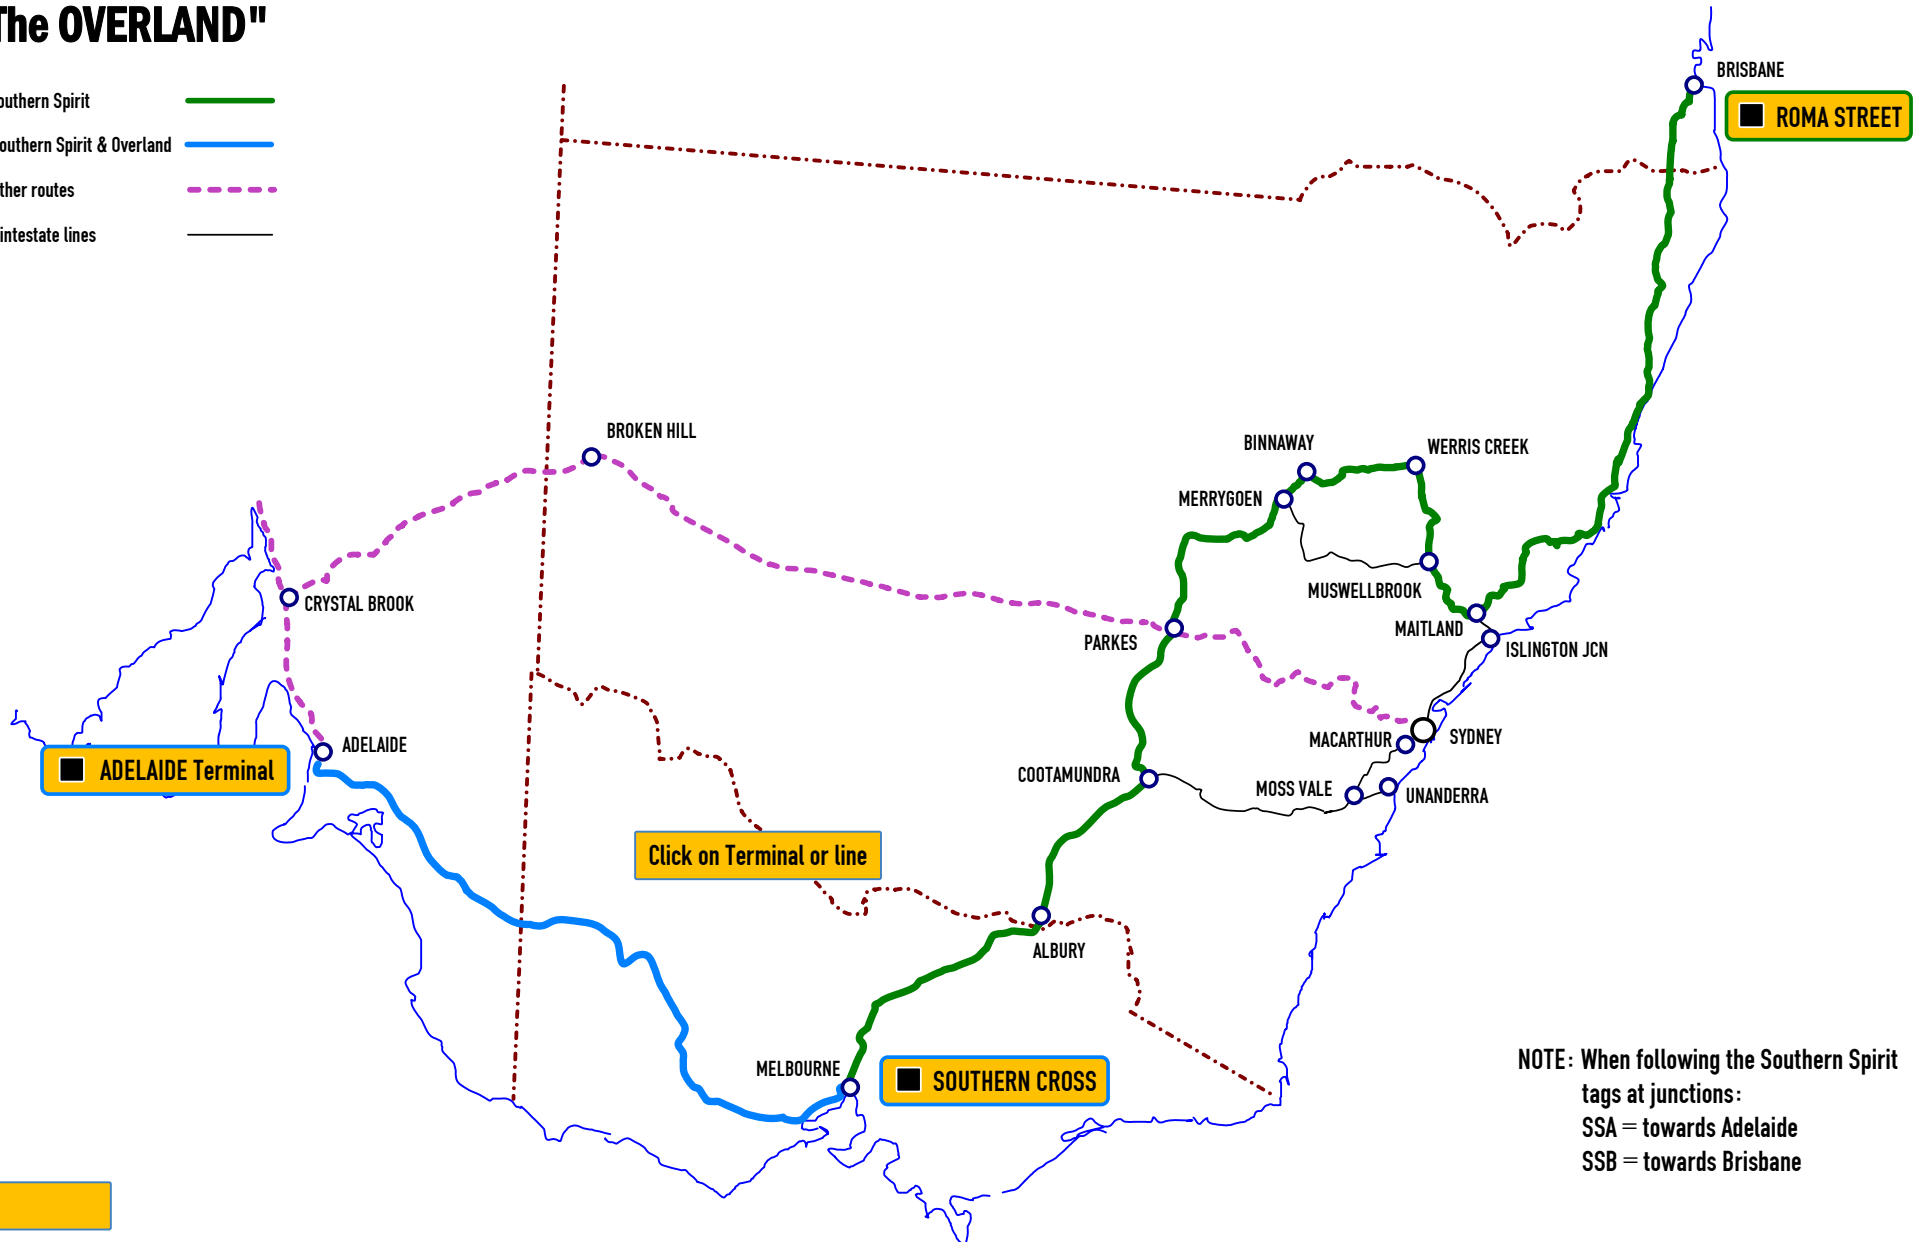 The OVERLAND"
outhern Spirit
outhern Spirit & Overland
ther routes
intestate lines
BRISBANE
ROMA STREET
BROKEN HILL
BINNAWAY
WERRIS CREEK
MERRYGOEN
MUSWELLBROOK
CRYSTAL BROOK
MAITLAND
PARKES
ISLINGTON JCN
ADELAIDE
MACARTHUR
SYDNEY
ADELAIDE Terminal
COOTAMUNDRA
MOSS VALE
UNANDERRA
Click on Terminal or line
ALBURY
MELBOURNE
SOUTHERN CROSS
NOTE: When following the Southern Spirit
tags at junctions:
SSA = towards Adelaide
SSB = towards Brisbane